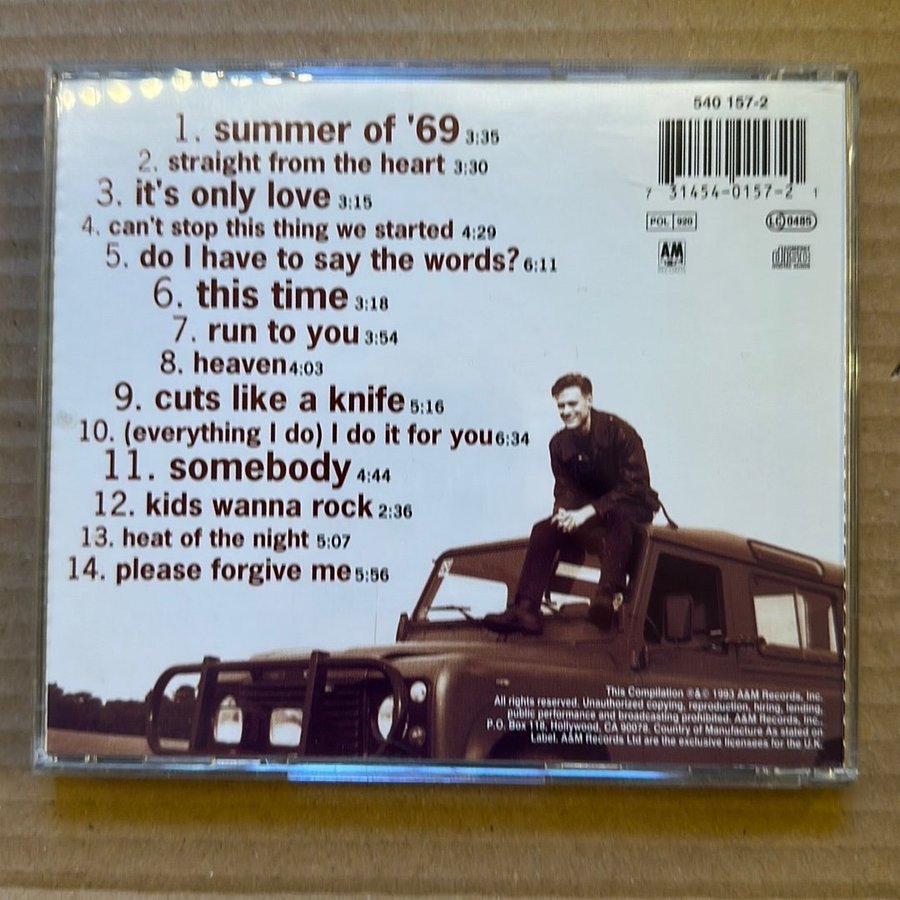 1. summer of '69 3:35
2. straight from the heart 3:30
3. it's only love 3:15
4. can't stop this thing we started 4:29
5. do I have to say the words? 6:11
6. this time 3:18
7. run to you 3:54
8. heaven 4:03
9. cuts like a knife 5:16
10. (everything I do) I do it for you 6:34
11. somebody 4:44
12. kids wanna rock 2:36
13. heat of the night 5:07
14. please forgive me 5:56
540 157-2
7 31454-0157-2 1
POL 920
LC 0485
AM
This Compilation ℗&© 1993 A&M Records, Inc.
All rights reserved. Unauthorized copying, reproduction, hiring, lending,
public performance and broadcasting prohibited. A&M Records, Inc.
P.O. Box 118, Hollywood, CA 90078. Country of Manufacture As stated on
Label. A&M Records Ltd are the exclusive licensees for the U.K.